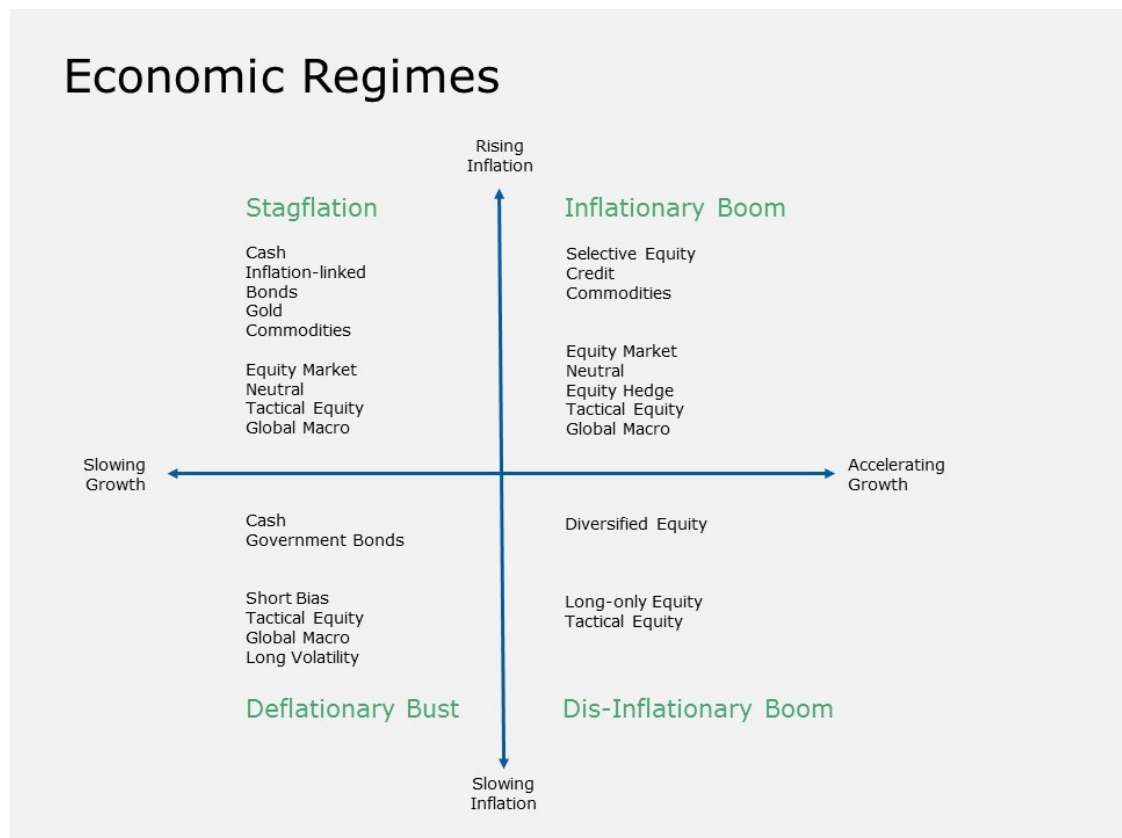 Economic Regimes
Rising
Inflation
Stagflation
Cash
Inflation-linked
Bonds
Gold
Commodities
Equity Market
Neutral
Tactical Equity
Global Macro
Inflationary Boom
Selective Equity
Credit
Commodities
Equity Market
Neutral
Equity Hedge
Tactical Equity
Global Macro
Slowing
Growth
Accelerating
Growth
Cash
Government Bonds
Short Bias
Tactical Equity
Global Macro
Long Volatility
Deflationary Bust
Diversified Equity
Long-only Equity
Tactical Equity
Dis-Inflationary Boom
Slowing
Inflation